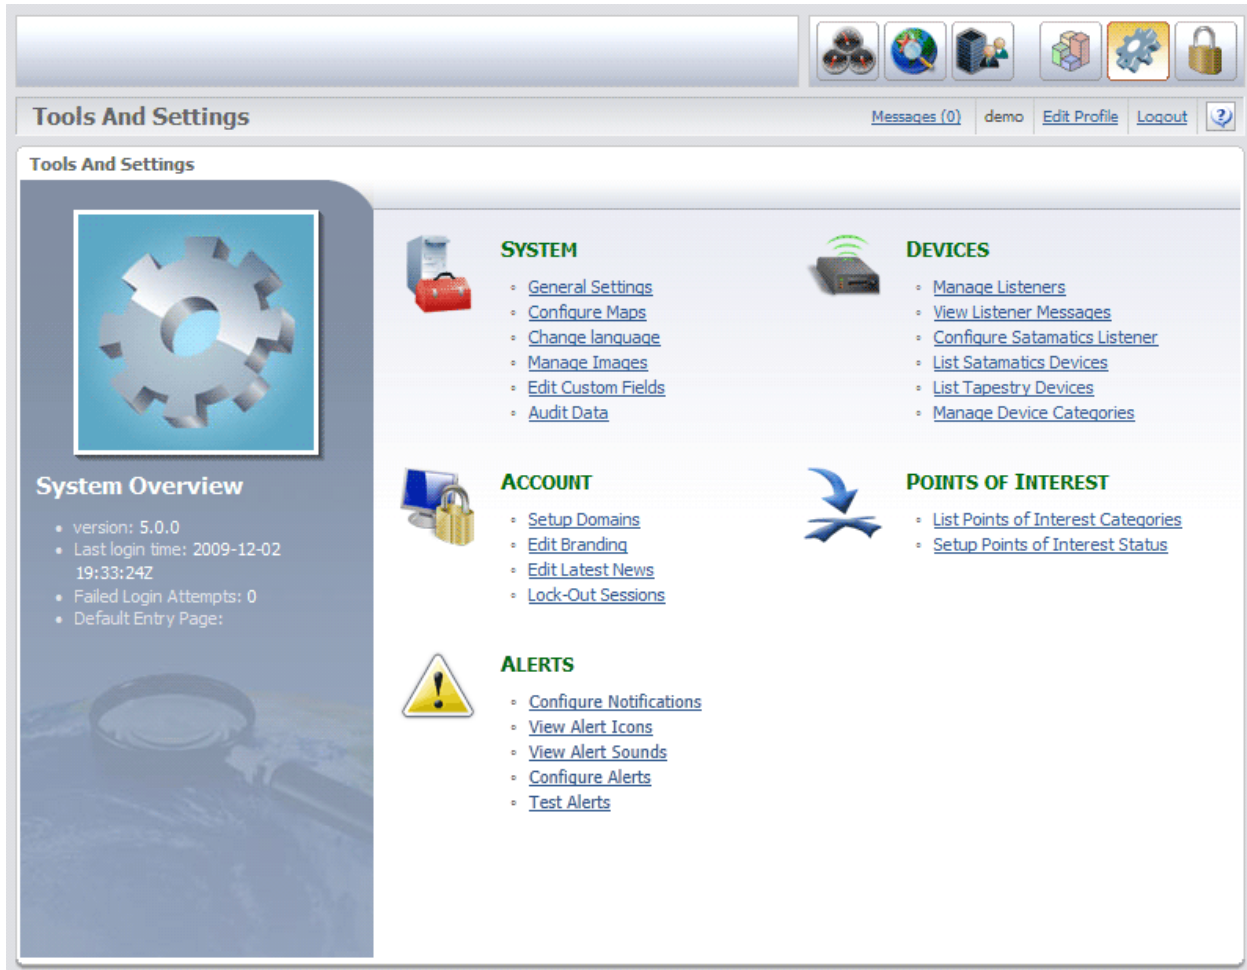 Tools And Settings
Messages (0) demo Edit Profile Logout
Tools And Settings
System Overview
version: 5.0.0
Last login time: 2009-12-02
19:33:24Z
Failed Login Attempts: 0
Default Entry Page:
SYSTEM
General Settings
Configure Maps
Change language
Manage Images
Edit Custom Fields
Audit Data
DEVICES
Manage Listeners
View Listener Messages
Configure Satamatics Listener
List Satamatics Devices
List Tapestry Devices
Manage Device Categories
ACCOUNT
Setup Domains
Edit Branding
Edit Latest News
Lock-Out Sessions
POINTS OF INTEREST
List Points of Interest Categories
Setup Points of Interest Status
ALERTS
Configure Notifications
View Alert Icons
View Alert Sounds
Configure Alerts
Test Alerts